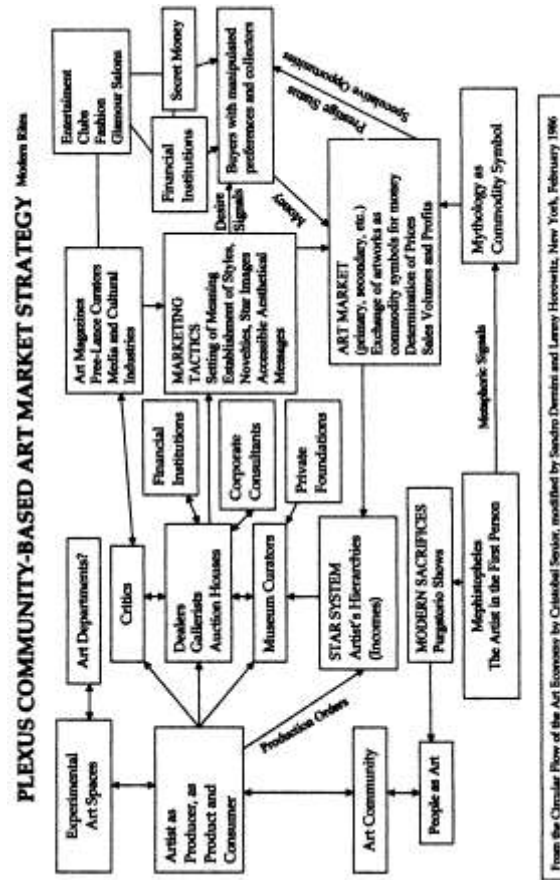 PLEXUS COMMUNITY-BASED ART MARKET STRATEGY Modern Rites
Experimental
Art Spaces
Art Departments?
Art Magazines
Free-Lance Curators
Media and Cultural
Industries
Entertainment
Clubs
Fashion
Glamour Salons
Critics
Financial
Institutions
Financial
Institutions
Secret Money
Artist as
Producer, as
Product and
Consumer
Dealers
Gallerists
Auction Houses
Corporate
Consultants
MARKETING
TACTICS
Setting of Meaning
Establishment of Styles,
Novelties, Star Images
Accessible Aesthetical
Messages
Desire
Signals
Buyers with manipulated
preferences and collectors
Museum Curators
Private
Foundations
Money
Prestige Status
Speculative Opportunities
Production Orders
STAR SYSTEM
Artist's Hierarchies
(Incomes)
ART MARKET
(primary, secondary, etc.)
Exchange of artworks as
commodity symbols for money
Determination of Prices
Sales Volumes and Profits
Art Community
People as Art
MODERN SACRIFICES
Purgatorio Shows
Mephistopheles
The Artist in the First Person
Metaphoric Signals
Mythology as
Commodity Symbol
From the Circular Flow of the Art Economy by Senior, modified by Sandro Dernini and Lenny Horowitz, New York, February 1986